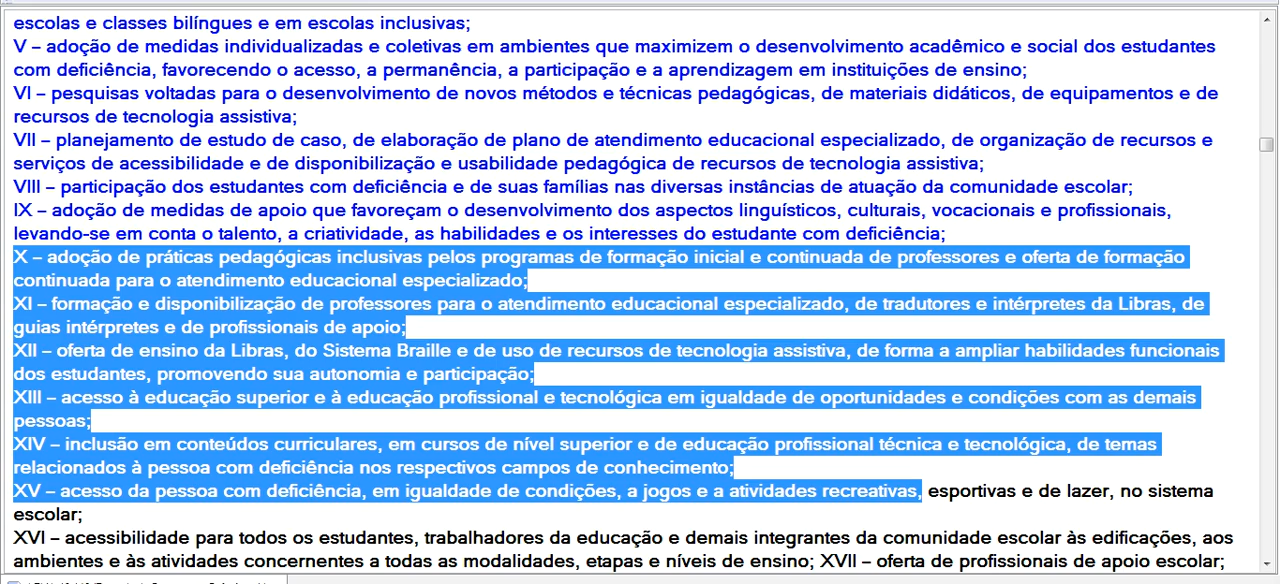 escolas e classes bilíngues e em escolas inclusivas;
V – adoção de medidas individualizadas e coletivas em ambientes que maximizem o desenvolvimento acadêmico e social dos estudantes
com deficiência, favorecendo o acesso, a permanência, a participação e a aprendizagem em instituições de ensino;
VI – pesquisas voltadas para o desenvolvimento de novos métodos e técnicas pedagógicas, de materiais didáticos, de equipamentos e de
recursos de tecnologia assistiva;
VII – planejamento de estudo de caso, de elaboração de plano de atendimento educacional especializado, de organização de recursos e
serviços de acessibilidade e de disponibilização e usabilidade pedagógica de recursos de tecnologia assistiva;
VIII – participação dos estudantes com deficiência e de suas famílias nas diversas instâncias de atuação da comunidade escolar;
IX – adoção de medidas de apoio que favoreçam o desenvolvimento dos aspectos linguísticos, culturais, vocacionais e profissionais,
levando-se em conta o talento, a criatividade, as habilidades e os interesses do estudante com deficiência;
X – adoção de práticas pedagógicas inclusivas pelos programas de formação inicial e continuada de professores e oferta de formação
continuada para o atendimento educacional especializado;
XI – formação e disponibilização de professores para o atendimento educacional especializado, de tradutores e intérpretes da Libras, de
guias intérpretes e de profissionais de apoio;
XII – oferta de ensino da Libras, do Sistema Braille e de uso de recursos de tecnologia assistiva, de forma a ampliar habilidades funcionais
dos estudantes, promovendo sua autonomia e participação;
XIII – acesso à educação superior e à educação profissional e tecnológica em igualdade de oportunidades e condições com as demais
pessoas;
XIV – inclusão em conteúdos curriculares, em cursos de nível superior e de educação profissional técnica e tecnológica, de temas
relacionados à pessoa com deficiência nos respectivos campos de conhecimento;
XV – acesso da pessoa com deficiência, em igualdade de condições, a jogos e a atividades recreativas, esportivas e de lazer, no sistema
escolar;
XVI – acessibilidade para todos os estudantes, trabalhadores da educação e demais integrantes da comunidade escolar às edificações, aos
ambientes e às atividades concernentes a todas as modalidades, etapas e níveis de ensino; XVII – oferta de profissionais de apoio escolar;